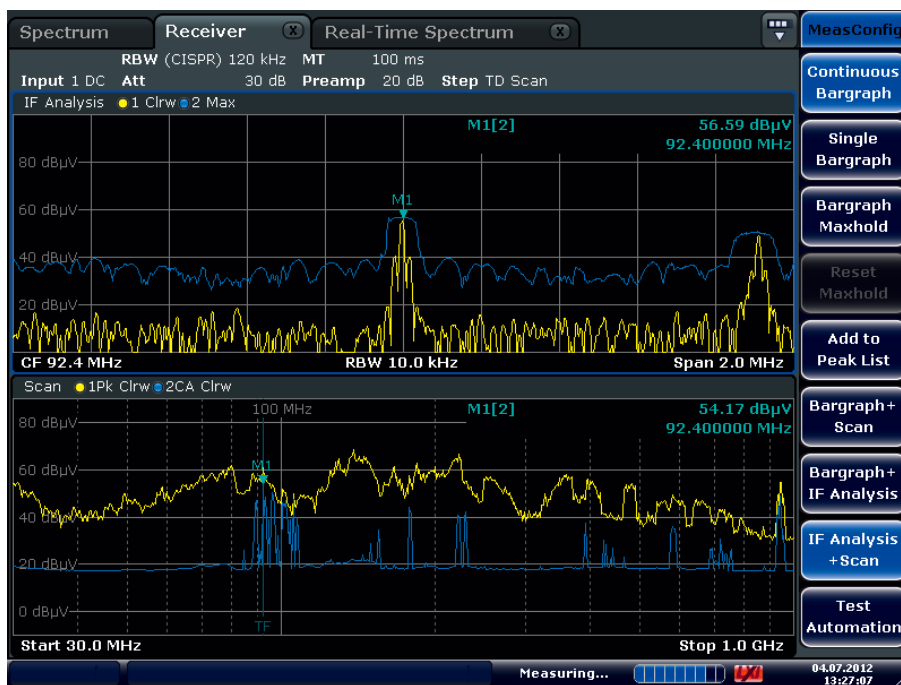 Spectrum Receiver X Real-Time Spectrum X
RBW (CISPR) 120 kHz MT 100 ms
Input 1 DC Att 30 dB Preamp 20 dB Step TD Scan
IF Analysis 1 Clrw 2 Max
M1[2] 56.59 dBµV
92.400000 MHz
80 dBµV
M1
60 dBµV
40 dBµV
20 dBµV
CF 92.4 MHz RBW 10.0 kHz Span 2.0 MHz
Scan 1Pk Clrw 2CA Clrw
100 MHz M1[2] 54.17 dBµV
92.400000 MHz
80 dBµV
M1
60 dBµV
40 dBµV
20 dBµV
0 dBµV
TF
Start 30.0 MHz Stop 1.0 GHz
Measuring... LXI 04.07.2012
13:27:07
MeasConfig
Continuous
Bargraph
Single
Bargraph
Bargraph
Maxhold
Reset
Maxhold
Add to
Peak List
Bargraph+
Scan
Bargraph+
IF Analysis
IF Analysis
+Scan
Test
Automation